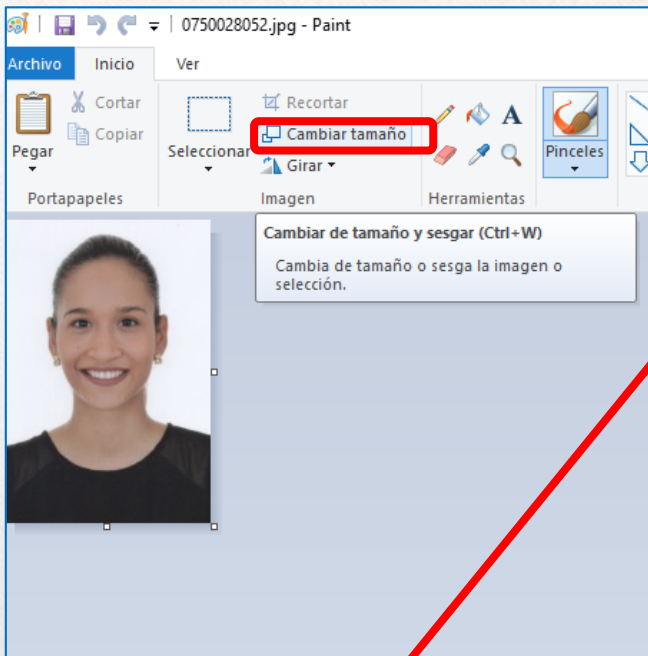 0750028052.jpg - Paint
Archivo Inicio Ver
Pegar
Cortar
Copiar
Portapapeles
Seleccionar
Recortar
Cambiar tamaño
Girar
Imagen
A
Herramientas
Pinceles
Cambiar de tamaño y sesgar (Ctrl+W)
Cambia de tamaño o sesga la imagen o
selección.